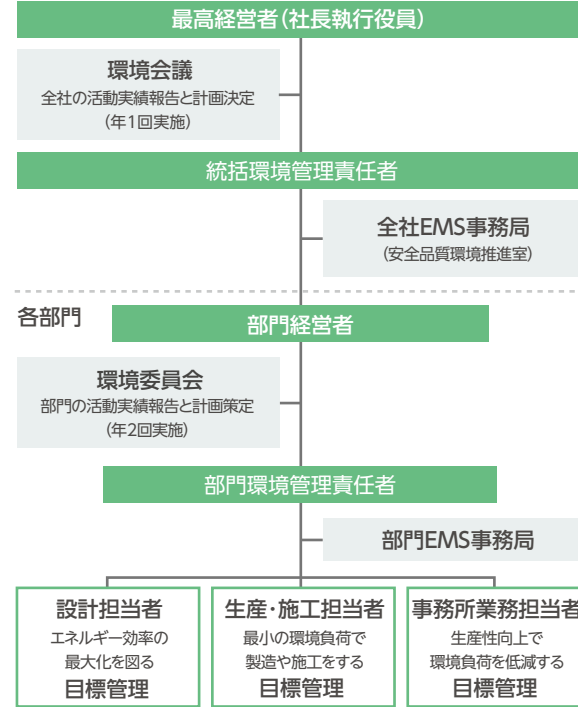 最高経営者(社長執行役員)
環境会議
全社の活動実績報告と計画決定
(年1回実施)
統括環境管理責任者
全社EMS事務局
(安全品質環境推進室)
各部門
部門経営者
環境委員会
部門の活動実績報告と計画策定
(年2回実施)
部門環境管理責任者
部門EMS事務局
設計担当者
エネルギー効率の
最大化を図る
目標管理
生産・施工担当者
最小の環境負荷で
製造や施工をする
目標管理
事務所業務担当者
生産性向上で
環境負荷を低減する
目標管理